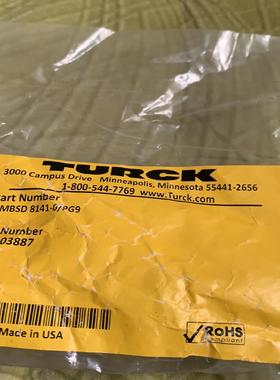 TURCK
3000 Campus Drive Minneapolis, Minnesota 55441-2656
1-800-544-7769 www.Turck.com
art Number
MBSD 8141-0/PG9
Number
03887
Made in USA
RoHS
compliant